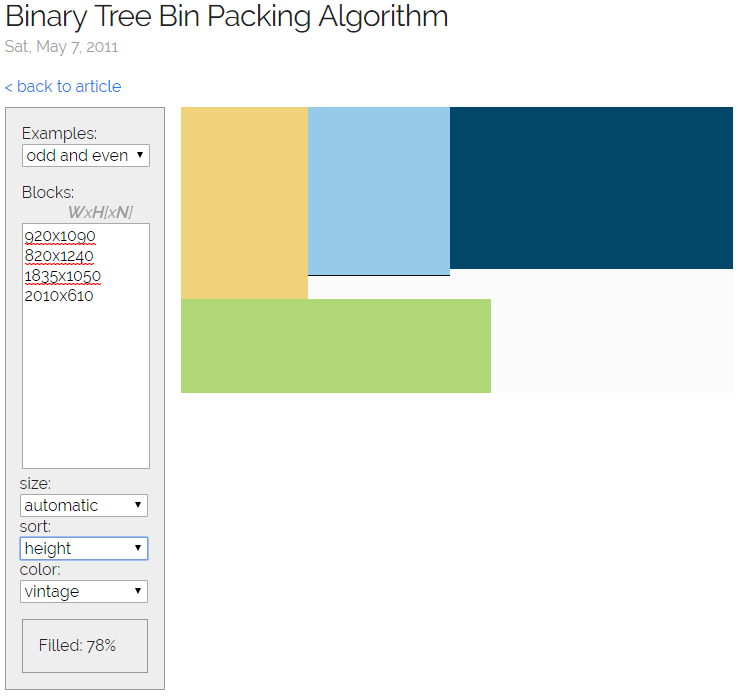 Binary Tree Bin Packing Algorithm
Sat, May 7, 2011
< back to article
Examples:
odd and even
Blocks:
WxH[xN]
920x1090
820x1240
1835x1050
2010x610
size:
automatic
sort:
height
color:
vintage
Filled: 78%